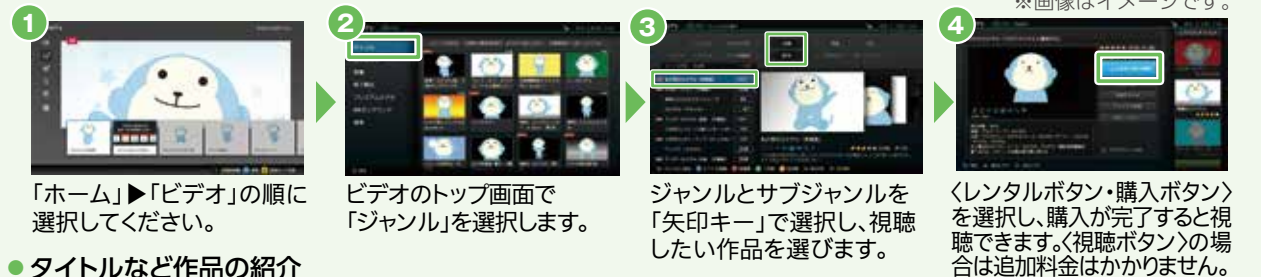 ※画像はイメージです。
1
「ホーム」▶「ビデオ」の順に
選択してください。
2
ビデオのトップ画面で
「ジャンル」を選択します。
3
ジャンルとサブジャンルを
「矢印キー」で選択し、視聴
したい作品を選びます。
4
〈レンタルボタン・購入ボタン〉
を選択し、購入が完了すると視
聴できます。〈視聴ボタン〉の場
合は追加料金はかかりません。
●タイトルなど作品の紹介